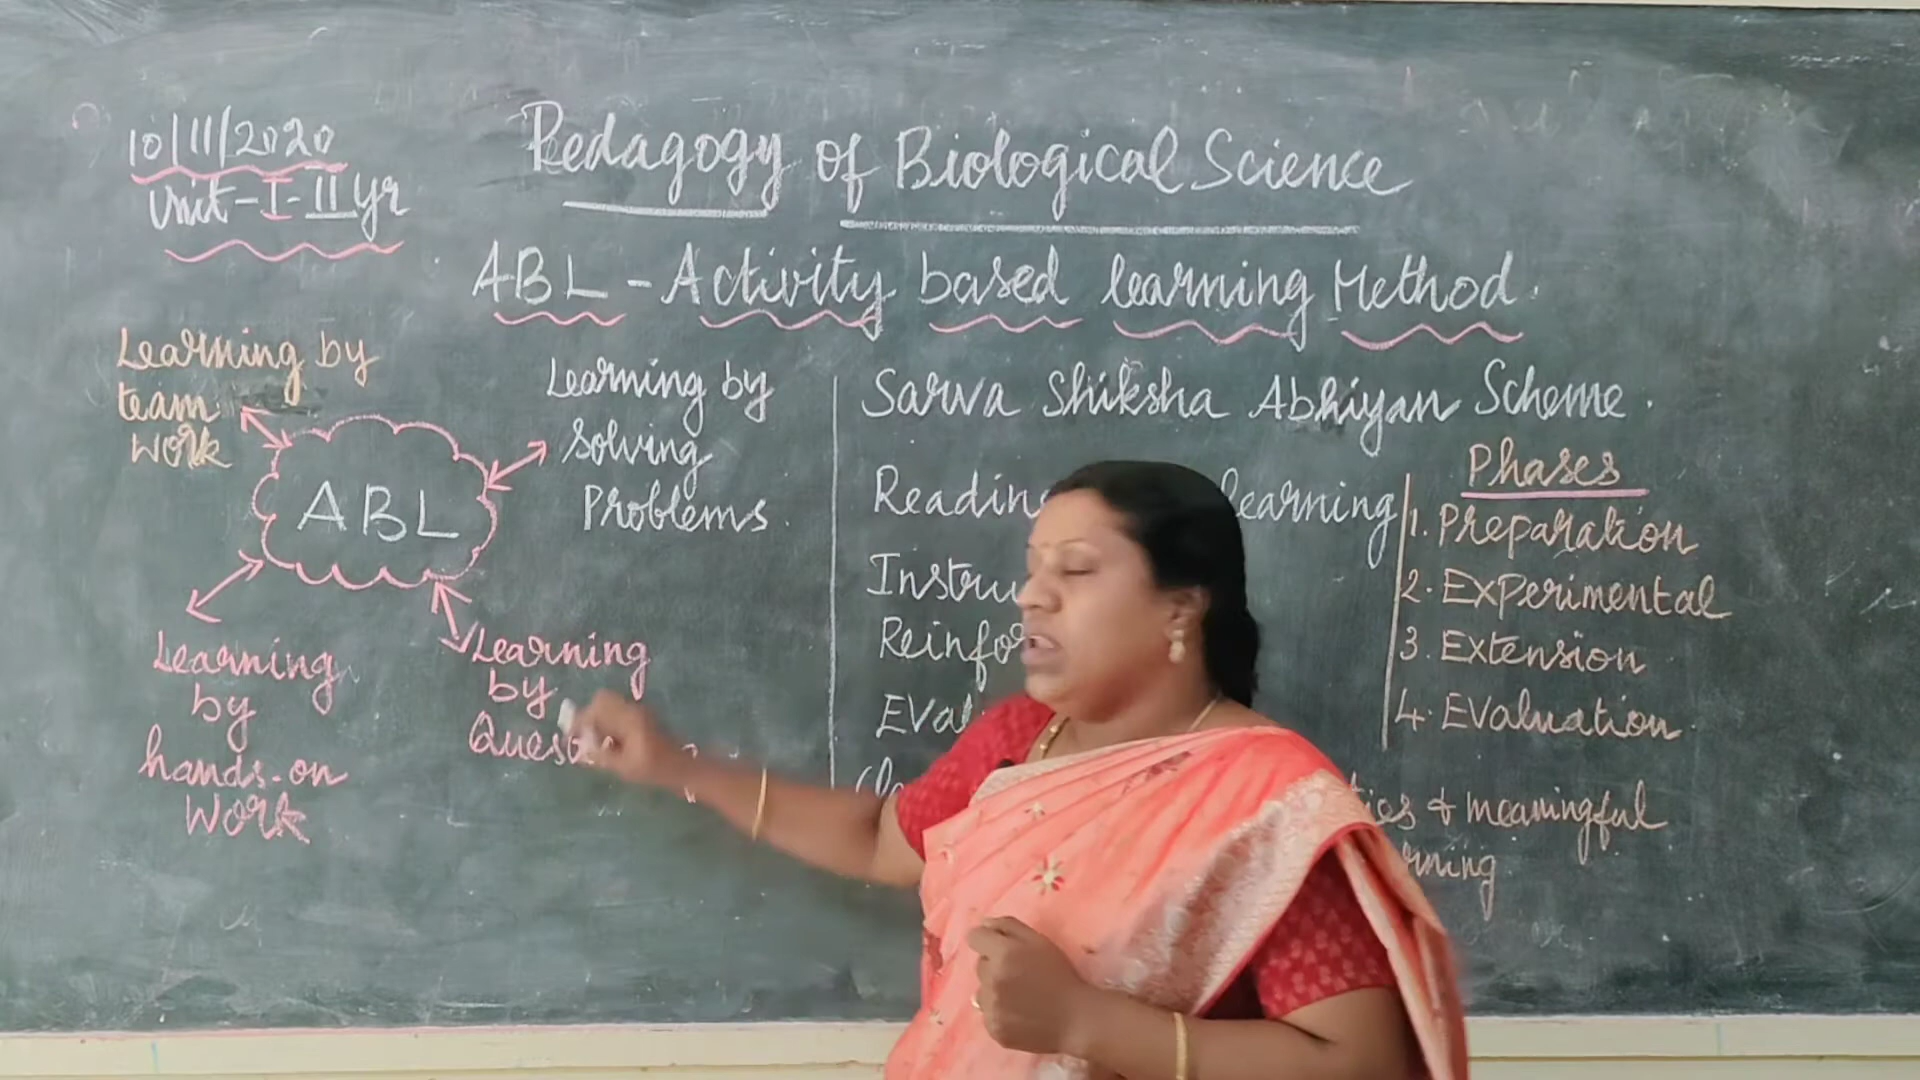 10/11/2020
Unit-I-II yr
Pedagogy of Biological Science
ABL - Activity based learning Method.
Learning by
team
work
ABL
Learning by
Solving
Problems.
Learning
by
hands-on
Work
Learning
by
Sarva Shiksha Abhiyan Scheme.
learning
Phases
1. Preparation
2. Experimental
3. Extension
4. Evaluation.
& meaningful